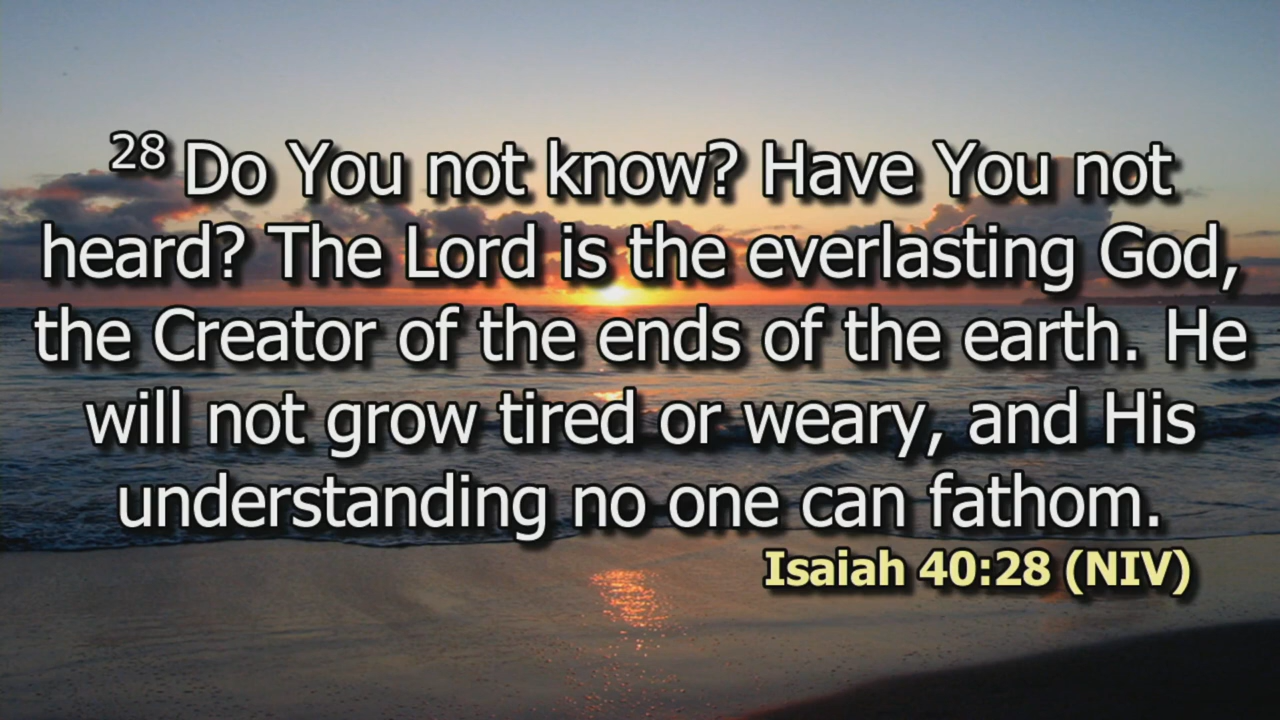 28 Do You not know? Have You not
heard? The Lord is the everlasting God,
the Creator of the ends of the earth. He
will not grow tired or weary, and His
understanding no one can fathom.
Isaiah 40:28 (NIV)